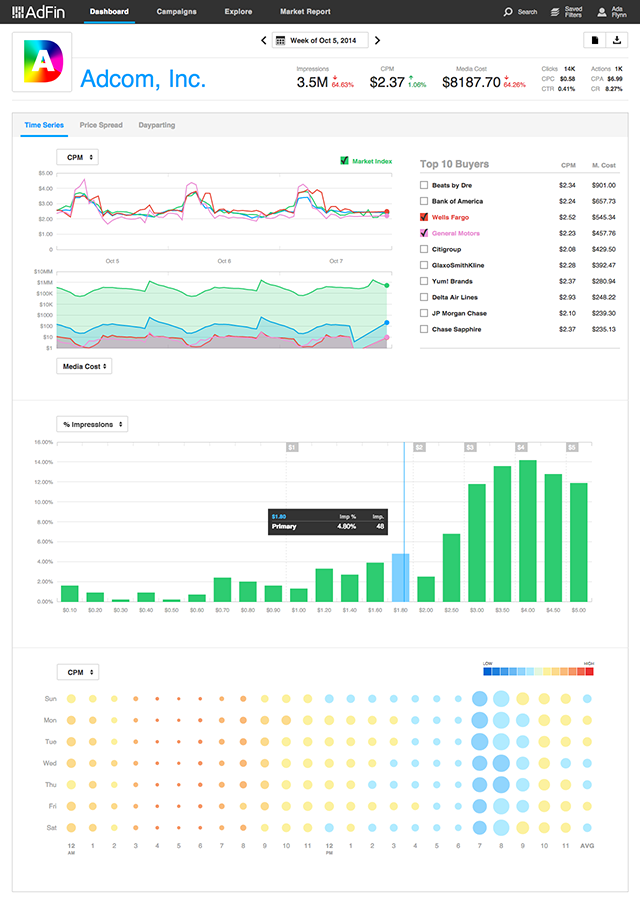 AdFin Dashboard Campaigns Explore Market Report Search Saved Filters Ada Flynn
Week of Oct 5, 2014
A
Adcom, Inc.
Impressions CPM Media Cost
3.5M 64.63% $2.37 1.06% $8187.70 64.26%
Clicks 14K Actions 1K
CPC $0.58 CPA $6.99
CTR 0.41% CR 8.27%
Time Series Price Spread Dayparting
CPM
Market Index
$5.00
$4.00
$3.00
$2.00
$1.00
0
Oct 5 Oct 6 Oct 7
$10MM
$1MM
$100K
$10K
$1000
$100
$10
$1
Media Cost
Top 10 Buyers CPM M. Cost
Beats by Dre $2.34 $901.00
Bank of America $2.24 $657.73
Wells Fargo $2.52 $545.34
General Motors $2.23 $457.76
Citigroup $2.08 $429.50
GlaxoSmithKline $2.28 $392.47
Yum! Brands $2.37 $280.94
Delta Air Lines $2.93 $248.22
JP Morgan Chase $2.10 $239.30
Chase Sapphire $2.37 $235.13
% Impressions
16.00%
14.00%
12.00%
10.00%
8.00%
6.00%
4.00%
2.00%
0.00%
$1 $2 $3 $4 $5
$1.80 Imp % Imp.
Primary 4.80% 48
$0.10 $0.20 $0.30 $0.40 $0.50 $0.60 $0.70 $0.80 $0.90 $1.00 $1.20 $1.40 $1.60 $1.80 $2.00 $2.50 $3.00 $3.50 $4.00 $4.50 $5.00
CPM
LOW HIGH
Sun
Mon
Tue
Wed
Thu
Fri
Sat
12 1 2 3 4 5 6 7 8 9 10 11 12 1 2 3 4 5 6 7 8 9 10 11 AVG
AM PM